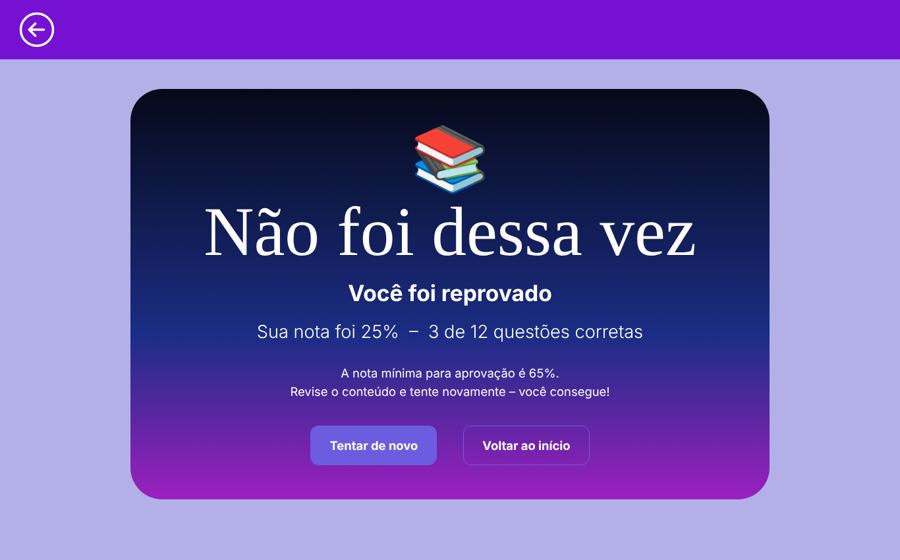 Não foi dessa vez
Você foi reprovado
Sua nota foi 25% – 3 de 12 questões corretas
A nota mínima para aprovação é 65%.
Revise o conteúdo e tente novamente – você consegue!
Tentar de novo
Voltar ao início